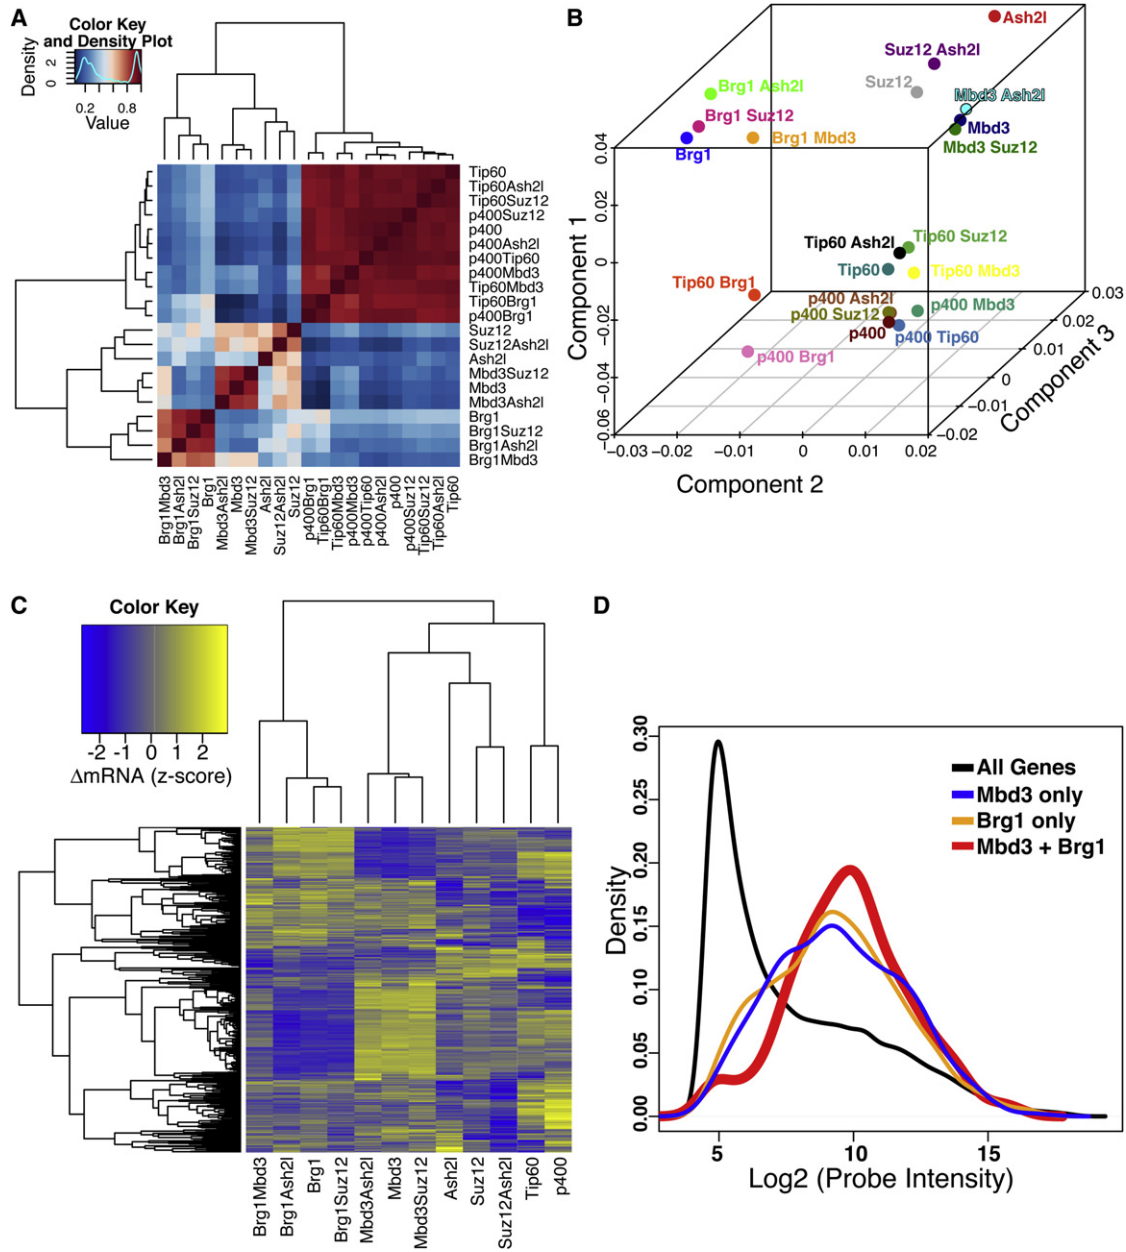 A
Color Key
and Density Plot
Density
0 2
0.2 0.8
Value
Tip60
Tip60Ash2l
Tip60Suz12
p400Suz12
p400
p400Ash2l
p400Tip60
p400Mbd3
Tip60Mbd3
Tip60Brg1
p400Brg1
Suz12
Suz12Ash2l
Ash2l
Mbd3Suz12
Mbd3
Mbd3Ash2l
Brg1
Brg1Suz12
Brg1Ash2l
Brg1Mbd3
Brg1Mbd3
Brg1Ash2l
Brg1Suz12
Brg1
Mbd3Ash2l
Mbd3
Mbd3Suz12
Ash2l
Suz12Ash2l
Suz12
p400Brg1
Tip60Brg1
Tip60Mbd3
p400Mbd3
p400Tip60
p400Ash2l
p400
p400Suz12
Tip60Suz12
Tip60Ash2l
Tip60
B
Ash2l
Suz12 Ash2l
Suz12
Brg1 Ash2l
Mbd3 Ash2l
Brg1 Suz12
Mbd3
Brg1 Mbd3
Mbd3 Suz12
Brg1
Tip60 Suz12
Tip60 Ash2l
Tip60
Tip60 Mbd3
Tip60 Brg1
p400 Ash2l
p400 Mbd3
p400 Suz12
p400
p400 Tip60
p400 Brg1
Component 1
0.04
0.02
0
−0.02
−0.04
−0.06
−0.03 −0.02 −0.01 0 0.01 0.02
Component 2
0.03
0.02
0.01
0
−0.01
−0.02
Component 3
C
Color Key
-2 -1 0 1 2
ΔmRNA (z-score)
Brg1Mbd3
Brg1Ash2l
Brg1
Brg1Suz12
Mbd3Ash2l
Mbd3
Mbd3Suz12
Ash2l
Suz12
Suz12Ash2l
Tip60
p400
D
All Genes
Mbd3 only
Brg1 only
Mbd3 + Brg1
Density
0.30
0.25
0.20
0.15
0.10
0.05
0.00
5 10 15
Log2 (Probe Intensity)